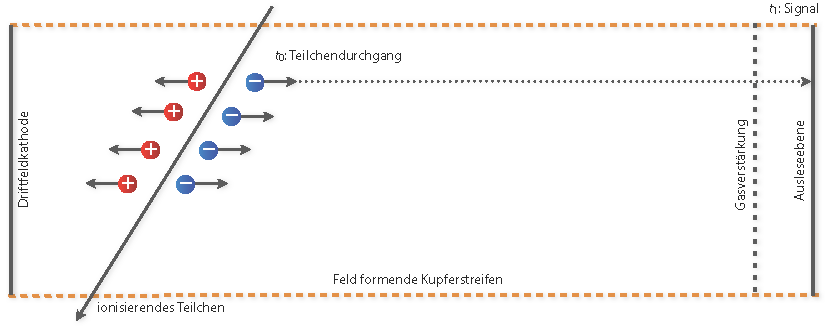 t₁: Signal
t₀: Teilchendurchgang
+
−
+
−
+
−
+
−
Driftfeldkathode
Gasverstärkung
Ausleseebene
Feld formende Kupferstreifen
ionisierendes Teilchen